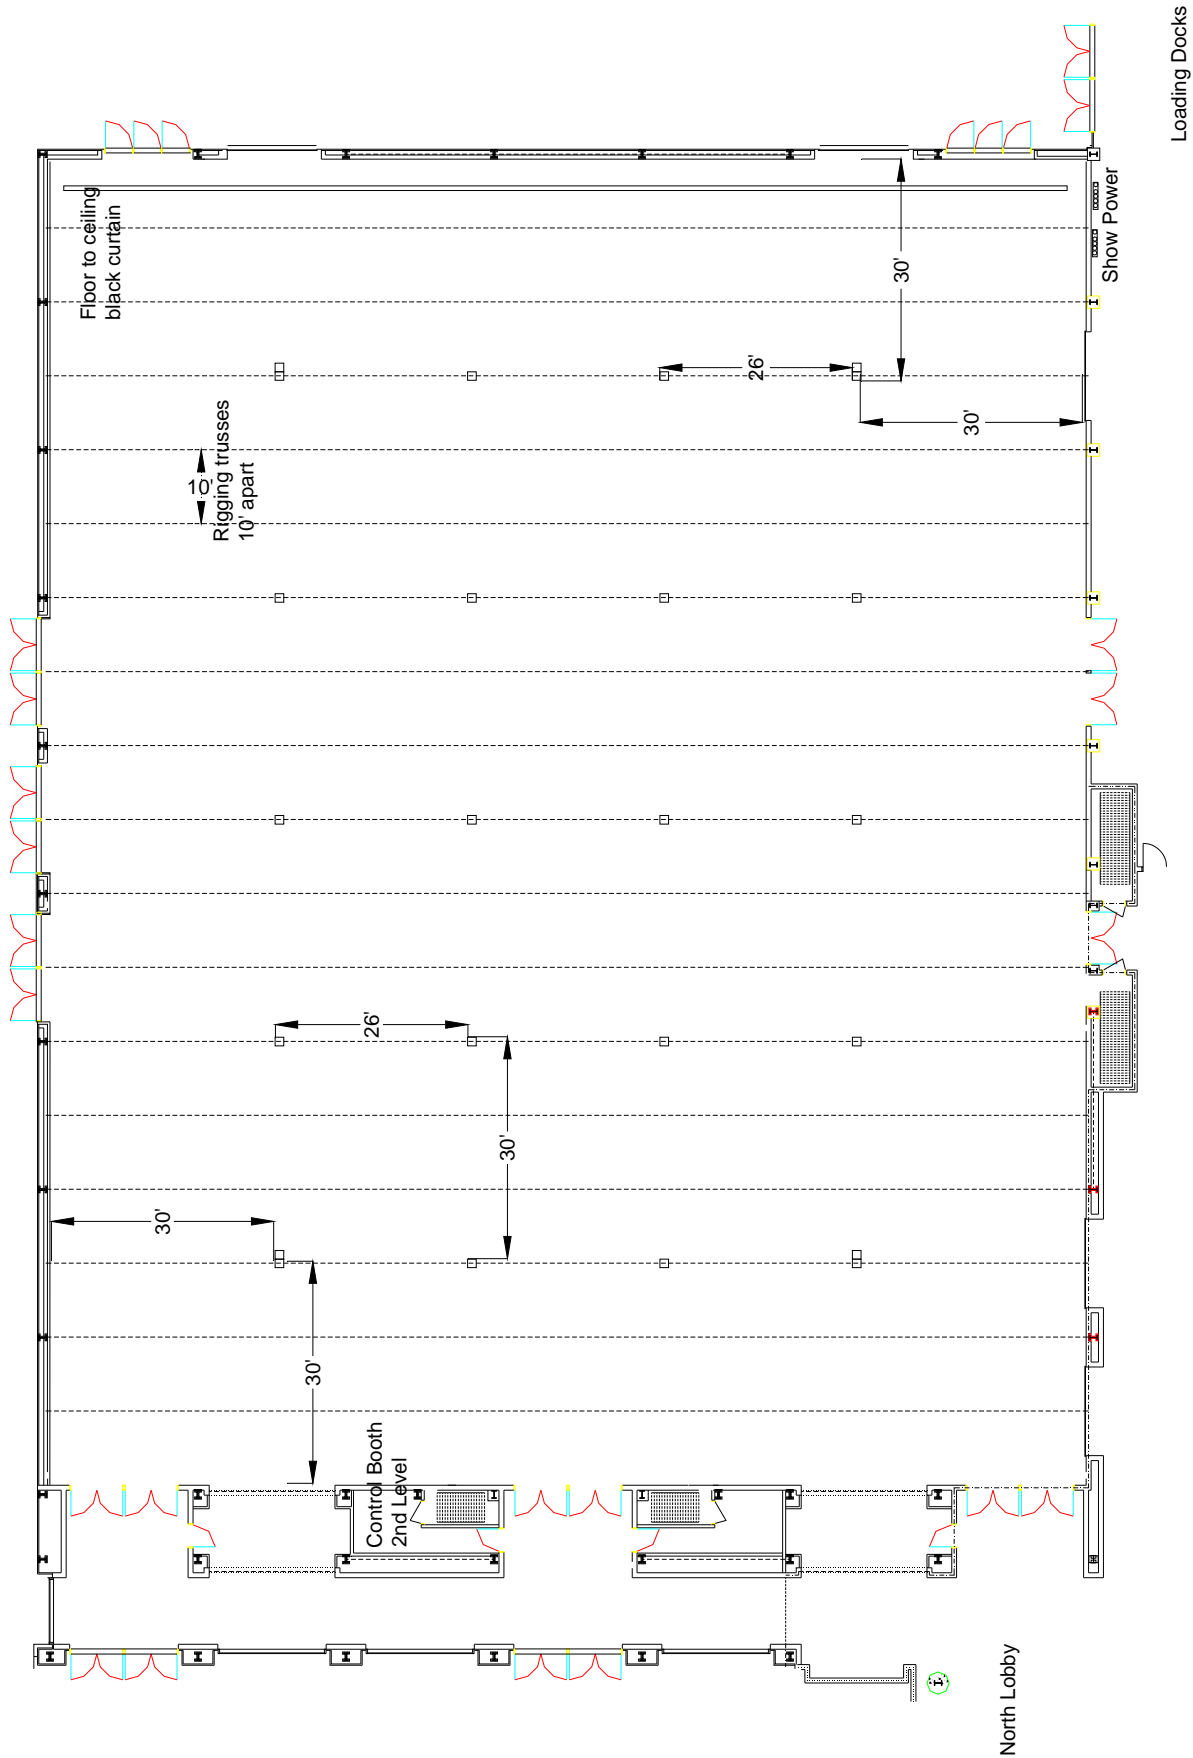 Loading Docks
Floor to ceiling
black curtain
Show Power
30'
26'
30'
10'
Rigging trusses
10' apart
26'
30'
30'
30'
Control Booth
2nd Level
North Lobby